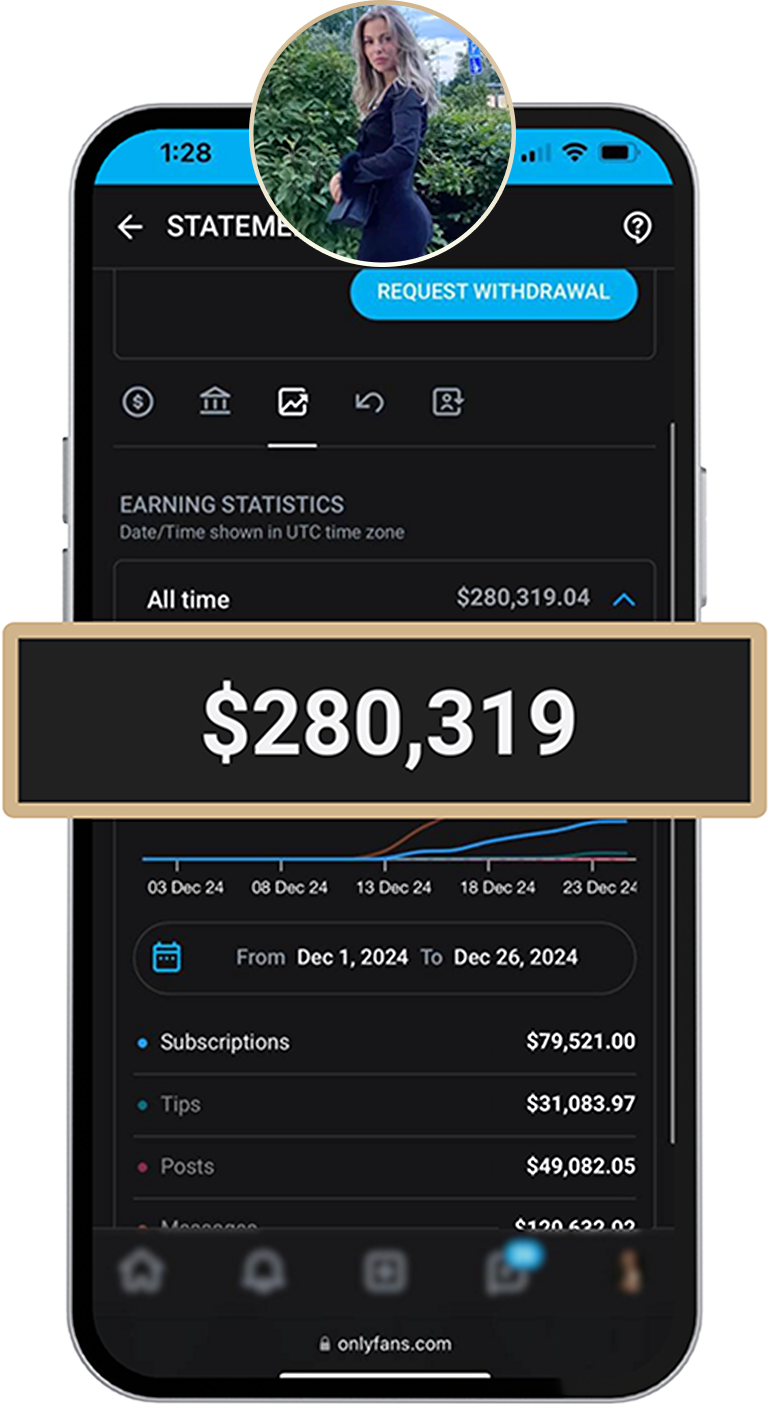 1:28
STATEME
REQUEST WITHDRAWAL
EARNING STATISTICS
Date/Time shown in UTC time zone
All time $280,319.04
$280,319
03 Dec 24 08 Dec 24 13 Dec 24 18 Dec 24 23 Dec 24
From Dec 1, 2024 To Dec 26, 2024
Subscriptions $79,521.00
Tips $31,083.97
Posts $49,082.05
Messages $120,632.02
onlyfans.com